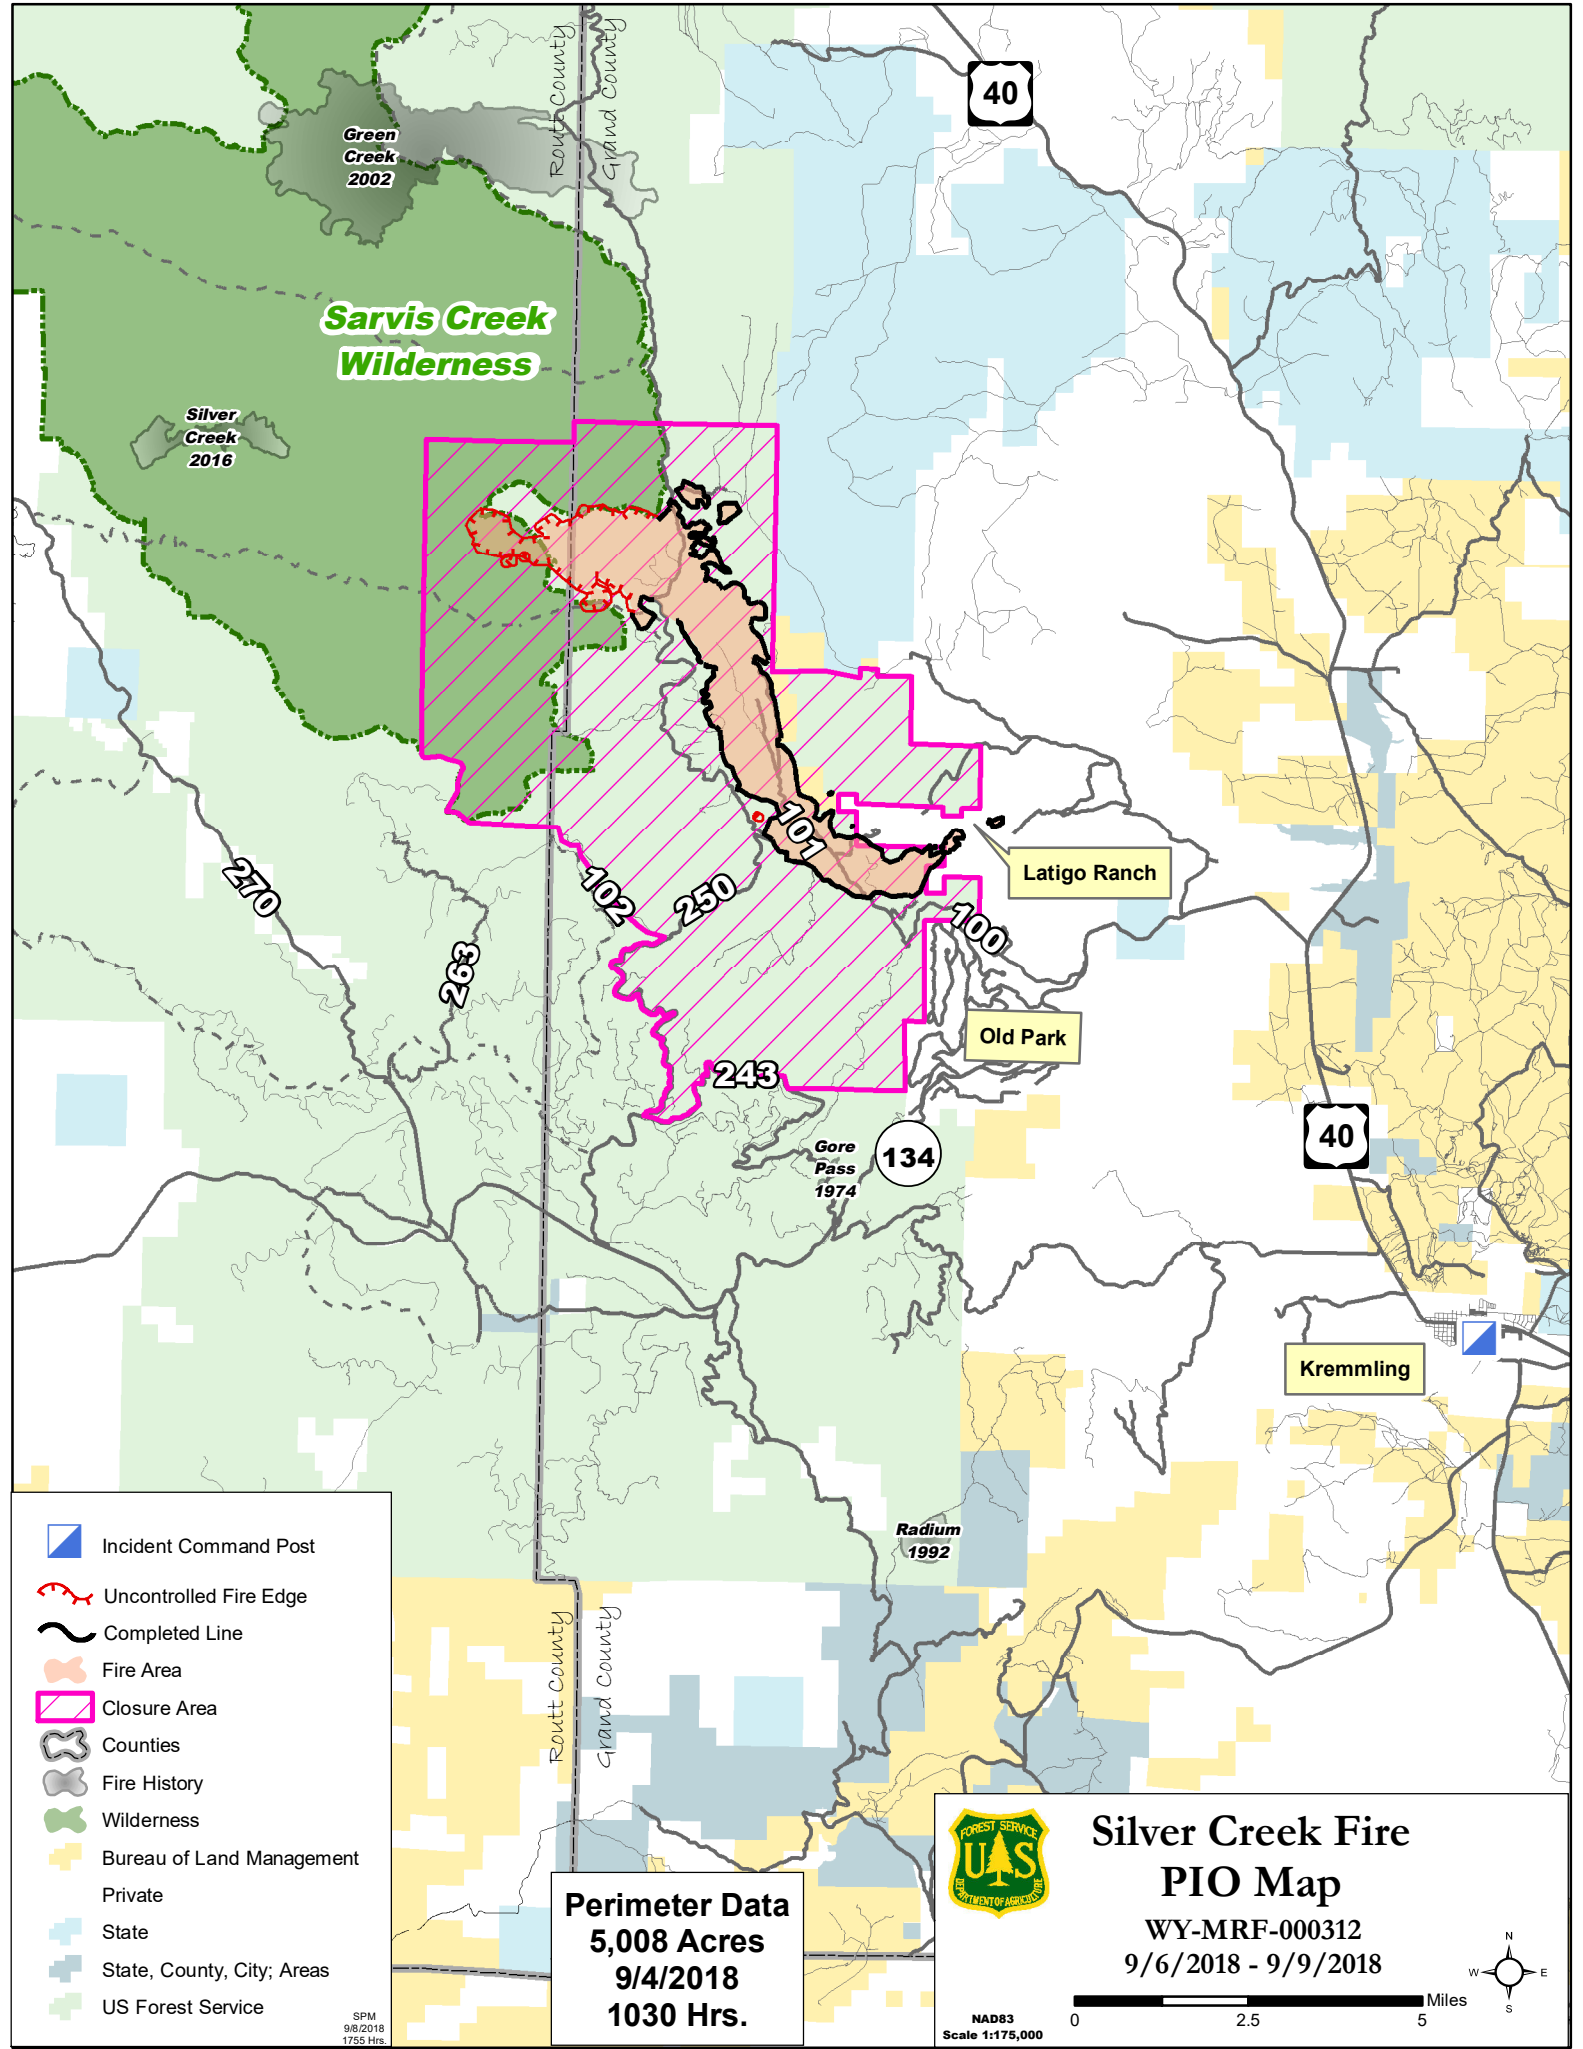 Routt County
Grand County
40
Green
Creek
2002
Sarvis Creek
Wilderness
Silver
Creek
2016
101
Latigo Ranch
270
102
250
100
263
Old Park
243
40
Gore
Pass
1974
134
Kremmling
Radium
1992
Routt County
Grand County
Incident Command Post
Uncontrolled Fire Edge
Completed Line
Fire Area
Closure Area
Counties
Fire History
Wilderness
Bureau of Land Management
Private
State
State, County, City; Areas
US Forest Service
SPM
9/8/2018
1755 Hrs.
Perimeter Data
5,008 Acres
9/4/2018
1030 Hrs.
FOREST SERVICE
U S
DEPARTMENT OF AGRICULTURE
Silver Creek Fire
PIO Map
WY-MRF-000312
9/6/2018 - 9/9/2018
N
W E
S
Miles
0 2.5 5
NAD83
Scale 1:175,000